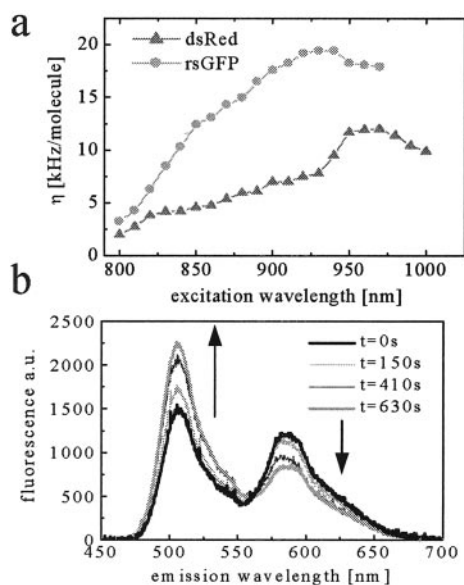 a
dsRed
rsGFP
20
15
10
5
0
η [kHz/molecule]
800 850 900 950 1000
excitation wavelength [nm]
b
2500
2000
1500
1000
500
0
fluorescence a.u.
t=0s
t=150s
t=410s
t=630s
450 500 550 600 650 700
emission wavelength [nm]